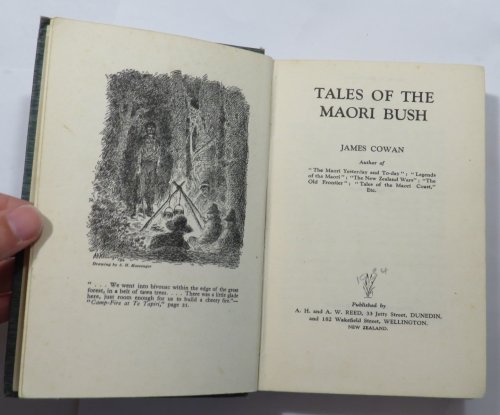 Drawing by A. H. Messenger
". . . We went into bivouac within the edge of the great
forest, in a belt of tawa trees. . . . There was a little glade
here, just room enough for us to build a cheery fire."—
"Camp-Fire at Te Tapiri," page 21.
TALES OF THE
MAORI BUSH
JAMES COWAN
Author of
"The Maori Yesterday and To-day"; "Legends
of the Maori"; "The New Zealand Wars"; "The
Old Frontier"; "Tales of the Maori Coast,"
Etc.
Published by
A. H. and A. W. REED, 33 Jetty Street, DUNEDIN,
and 182 Wakefield Street, WELLINGTON,
NEW ZEALAND.